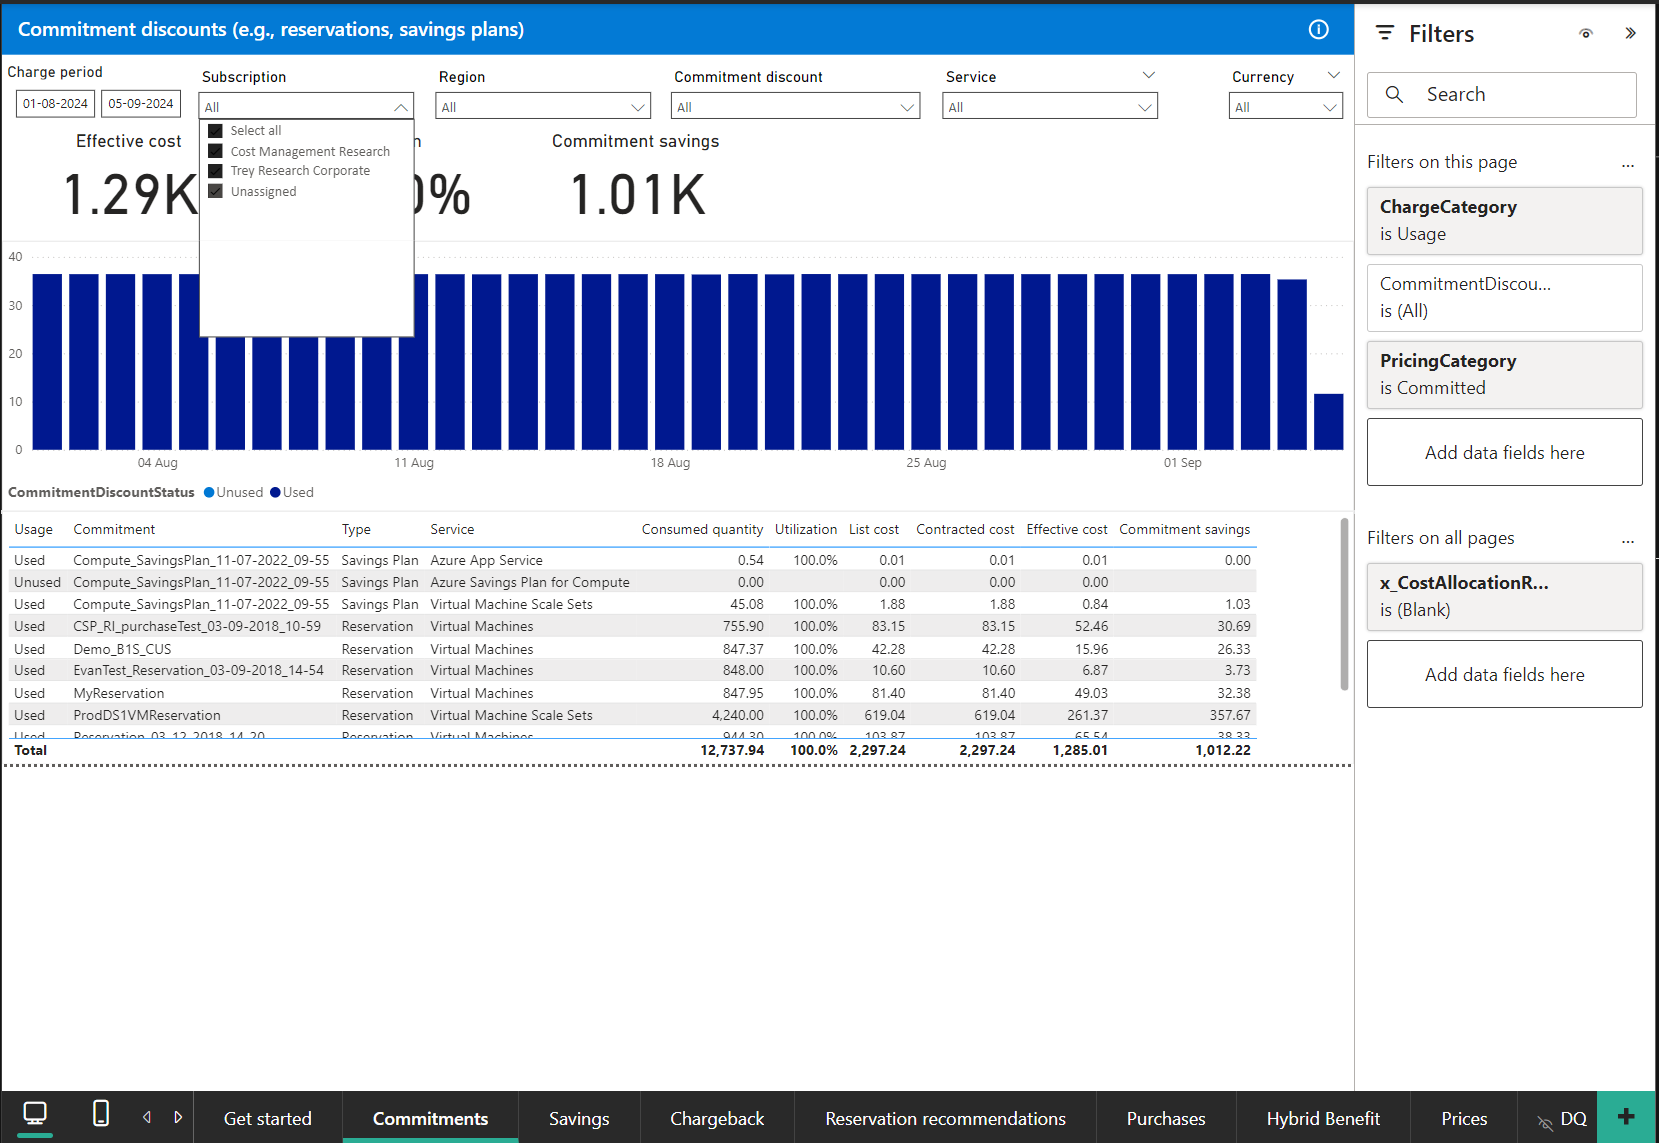 Commitment discounts (e.g., reservations, savings plans)
Filters
Charge period
Subscription
Region
Commitment discount
Service
Currency
01-08-2024
05-09-2024
All
All
All
All
All
Search
Select all
Cost Management Research
Trey Research Corporate
Unassigned
Effective cost
n
Commitment savings
1.29K
0%
1.01K
Filters on this page
...
ChargeCategory
is Usage
CommitmentDiscou...
is (All)
PricingCategory
is Committed
Add data fields here
Filters on all pages
...
x_CostAllocationR...
is (Blank)
Add data fields here
40
30
20
10
0
04 Aug
11 Aug
18 Aug
25 Aug
01 Sep
CommitmentDiscountStatus Unused Used
Usage Commitment Type Service Consumed quantity Utilization List cost Contracted cost Effective cost Commitment savings
Used Compute_SavingsPlan_11-07-2022_09-55 Savings Plan Azure App Service 0.54 100.0% 0.01 0.01 0.01 0.00
Unused Compute_SavingsPlan_11-07-2022_09-55 Savings Plan Azure Savings Plan for Compute 0.00 0.00 0.00 0.00
Used Compute_SavingsPlan_11-07-2022_09-55 Savings Plan Virtual Machine Scale Sets 45.08 100.0% 1.88 1.88 0.84 1.03
Used CSP_RI_purchaseTest_03-09-2018_10-59 Reservation Virtual Machines 755.90 100.0% 83.15 83.15 52.46 30.69
Used Demo_B1S_CUS Reservation Virtual Machines 847.37 100.0% 42.28 42.28 15.96 26.33
Used EvanTest_Reservation_03-09-2018_14-54 Reservation Virtual Machines 848.00 100.0% 10.60 10.60 6.87 3.73
Used MyReservation Reservation Virtual Machines 847.95 100.0% 81.40 81.40 49.03 32.38
Used ProdDS1VMReservation Reservation Virtual Machine Scale Sets 4,240.00 100.0% 619.04 619.04 261.37 357.67
Used Reservation_03-12-2018_14-20 Reservation Virtual Machines 944.30 100.0% 103.87 103.87 65.54 38.33
Total 12,737.94 100.0% 2,297.24 2,297.24 1,285.01 1,012.22
Get started
Commitments
Savings
Chargeback
Reservation recommendations
Purchases
Hybrid Benefit
Prices
DQ